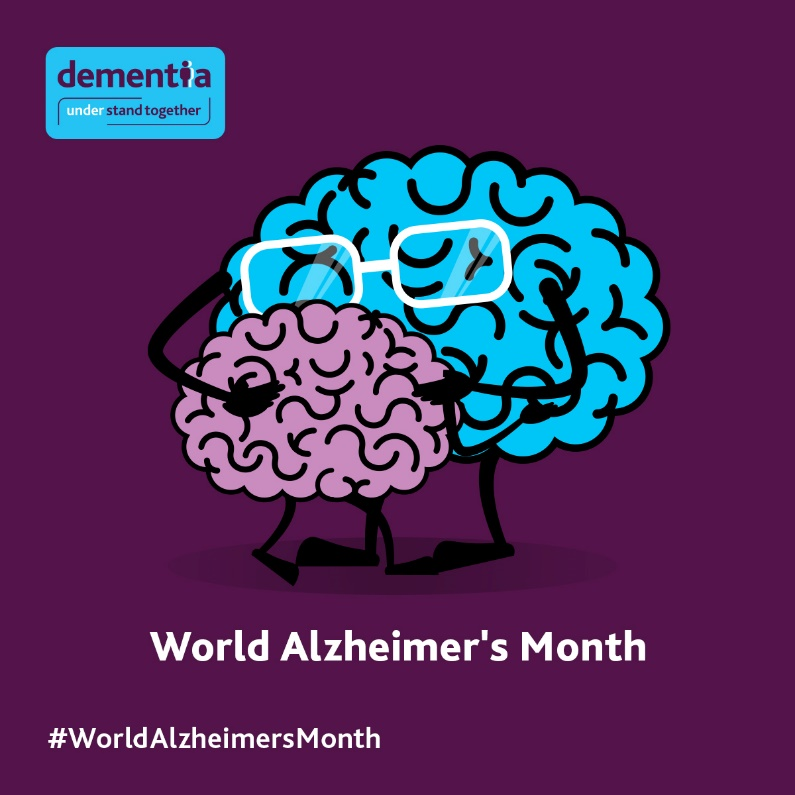 dementia
under stand together
World Alzheimer's Month
#WorldAlzheimersMonth